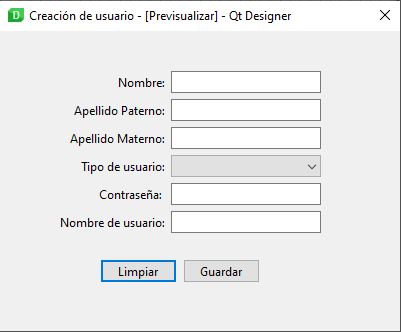 D Creación de usuario - [Previsualizar] - Qt Designer
Nombre:
Apellido Paterno:
Apellido Materno:
Tipo de usuario:
Contraseña:
Nombre de usuario:
Limpiar Guardar